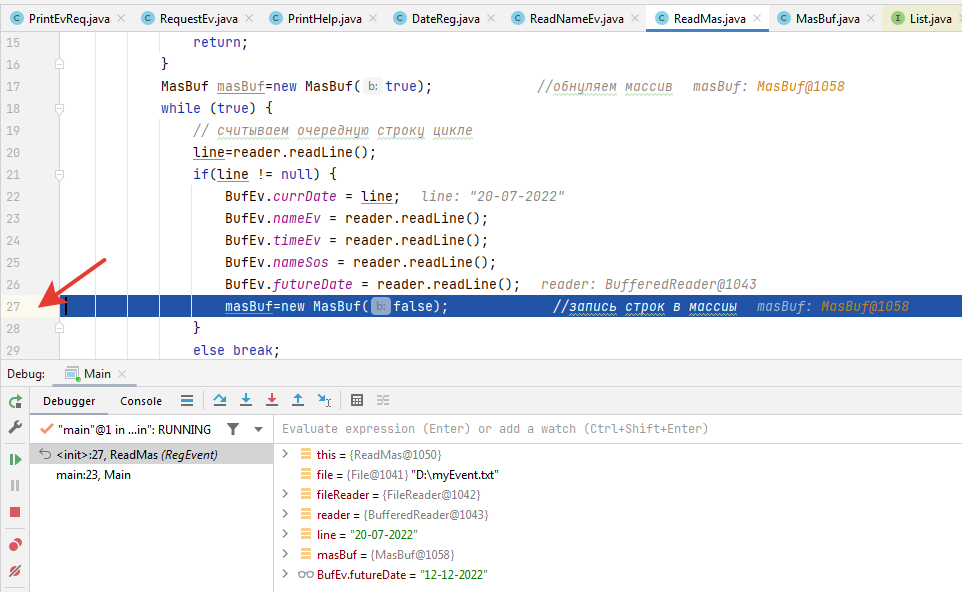 PrintEvReq.java RequestEv.java PrintHelp.java DateReg.java ReadNameEv.java ReadMas.java MasBuf.java List.java
15 return;
16 }
17 MasBuf masBuf=new MasBuf( b: true); //обнуляем массив masBuf: MasBuf@1058
18 while (true) {
19 // считываем очередную строку цикле
20 line=reader.readLine();
21 if(line != null) {
22 BufEv.currDate = line; line: "20-07-2022"
23 BufEv.nameEv = reader.readLine();
24 BufEv.timeEv = reader.readLine();
25 BufEv.nameSos = reader.readLine();
26 BufEv.futureDate = reader.readLine(); reader: BufferedReader@1043
27 masBuf=new MasBuf( b: false); //запись строк в массиы masBuf: MasBuf@1058
28 }
29 else break;
Debug: Main
Debugger Console
"main"@1 in ...in": RUNNING Evaluate expression (Enter) or add a watch (Ctrl+Shift+Enter)
<init>:27, ReadMas (RegEvent)
main:23, Main
this = {ReadMas@1050}
file = {File@1041} "D:\myEvent.txt"
fileReader = {FileReader@1042}
reader = {BufferedReader@1043}
line = "20-07-2022"
masBuf = {MasBuf@1058}
BufEv.futureDate = "12-12-2022"